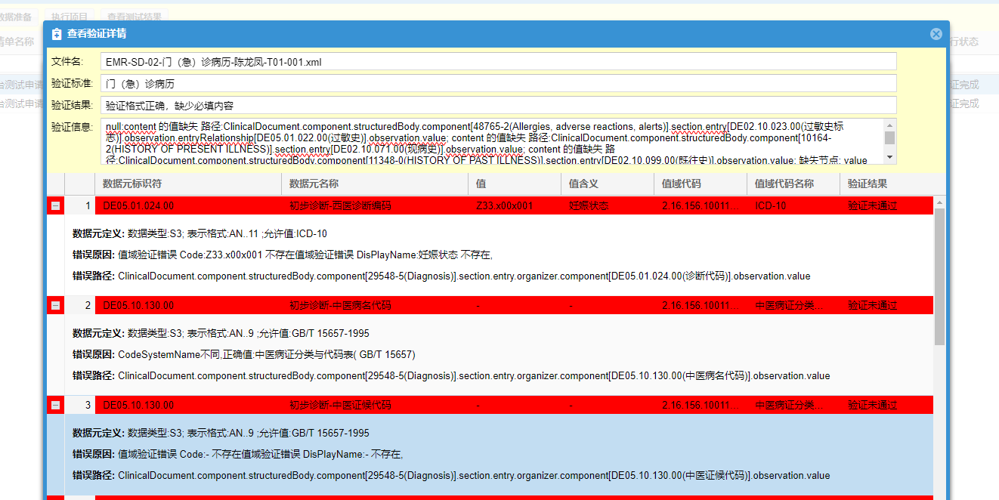 数据准备 执行项目 查看测试结果
清单名称
行状态
台测试申请
证完成
台测试申请
证完成
查看验证详情
文件名: EMR-SD-02-门（急）诊病历-陈龙凤-T01-001.xml
验证标准: 门（急）诊病历
验证结果: 验证格式正确，缺少必填内容
验证信息: null:content 的值缺失 路径:ClinicalDocument.component.structuredBody.component[48765-2(Allergies, adverse reactions, alerts)].section.entry[DE02.10.023.00(过敏史标
志)].observation.entryRelationship[DE05.01.022.00(过敏史)].observation.value; content 的值缺失 路径:ClinicalDocument.component.structuredBody.component[10164-
2(HISTORY OF PRESENT ILLNESS)].section.entry[DE02.10.071.00(现病史)].observation.value; content 的值缺失 路
径:ClinicalDocument.component.structuredBody.component[11348-0(HISTORY OF PAST ILLNESS)].section.entry[DE02.10.099.00(既往史)].observation.value; 缺失节点: value
数据元标识符 数据元名称 值 值含义 值域代码 值域代码名称 验证结果
1 DE05.01.024.00 初步诊断-西医诊断编码 Z33.x00x001 妊娠状态 2.16.156.10011... ICD-10 验证未通过
数据元定义: 数据类型:S3; 表示格式:AN..11 ;允许值:ICD-10
错误原因: 值域验证错误 Code:Z33.x00x001 不存在值域验证错误 DisPlayName:妊娠状态 不存在,
错误路径: ClinicalDocument.component.structuredBody.component[29548-5(Diagnosis)].section.entry.organizer.component[DE05.01.024.00(诊断代码)].observation.value
2 DE05.10.130.00 初步诊断-中医病名代码 - - 2.16.156.10011... 中医病证分类... 验证未通过
数据元定义: 数据类型:S3; 表示格式:AN..9 ;允许值:GB/T 15657-1995
错误原因: CodeSystemName不同,正确值:中医病证分类与代码表( GB/T 15657)
错误路径: ClinicalDocument.component.structuredBody.component[29548-5(Diagnosis)].section.entry.organizer.component[DE05.10.130.00(中医病名代码)].observation.value
3 DE05.10.130.00 初步诊断-中医证候代码 - - 2.16.156.10011... 中医病证分类... 验证未通过
数据元定义: 数据类型:S3; 表示格式:AN..9 ;允许值:GB/T 15657-1995
错误原因: 值域验证错误 Code:- 不存在值域验证错误 DisPlayName:- 不存在,
错误路径: ClinicalDocument.component.structuredBody.component[29548-5(Diagnosis)].section.entry.organizer.component[DE05.10.130.00(中医证候代码)].observation.value